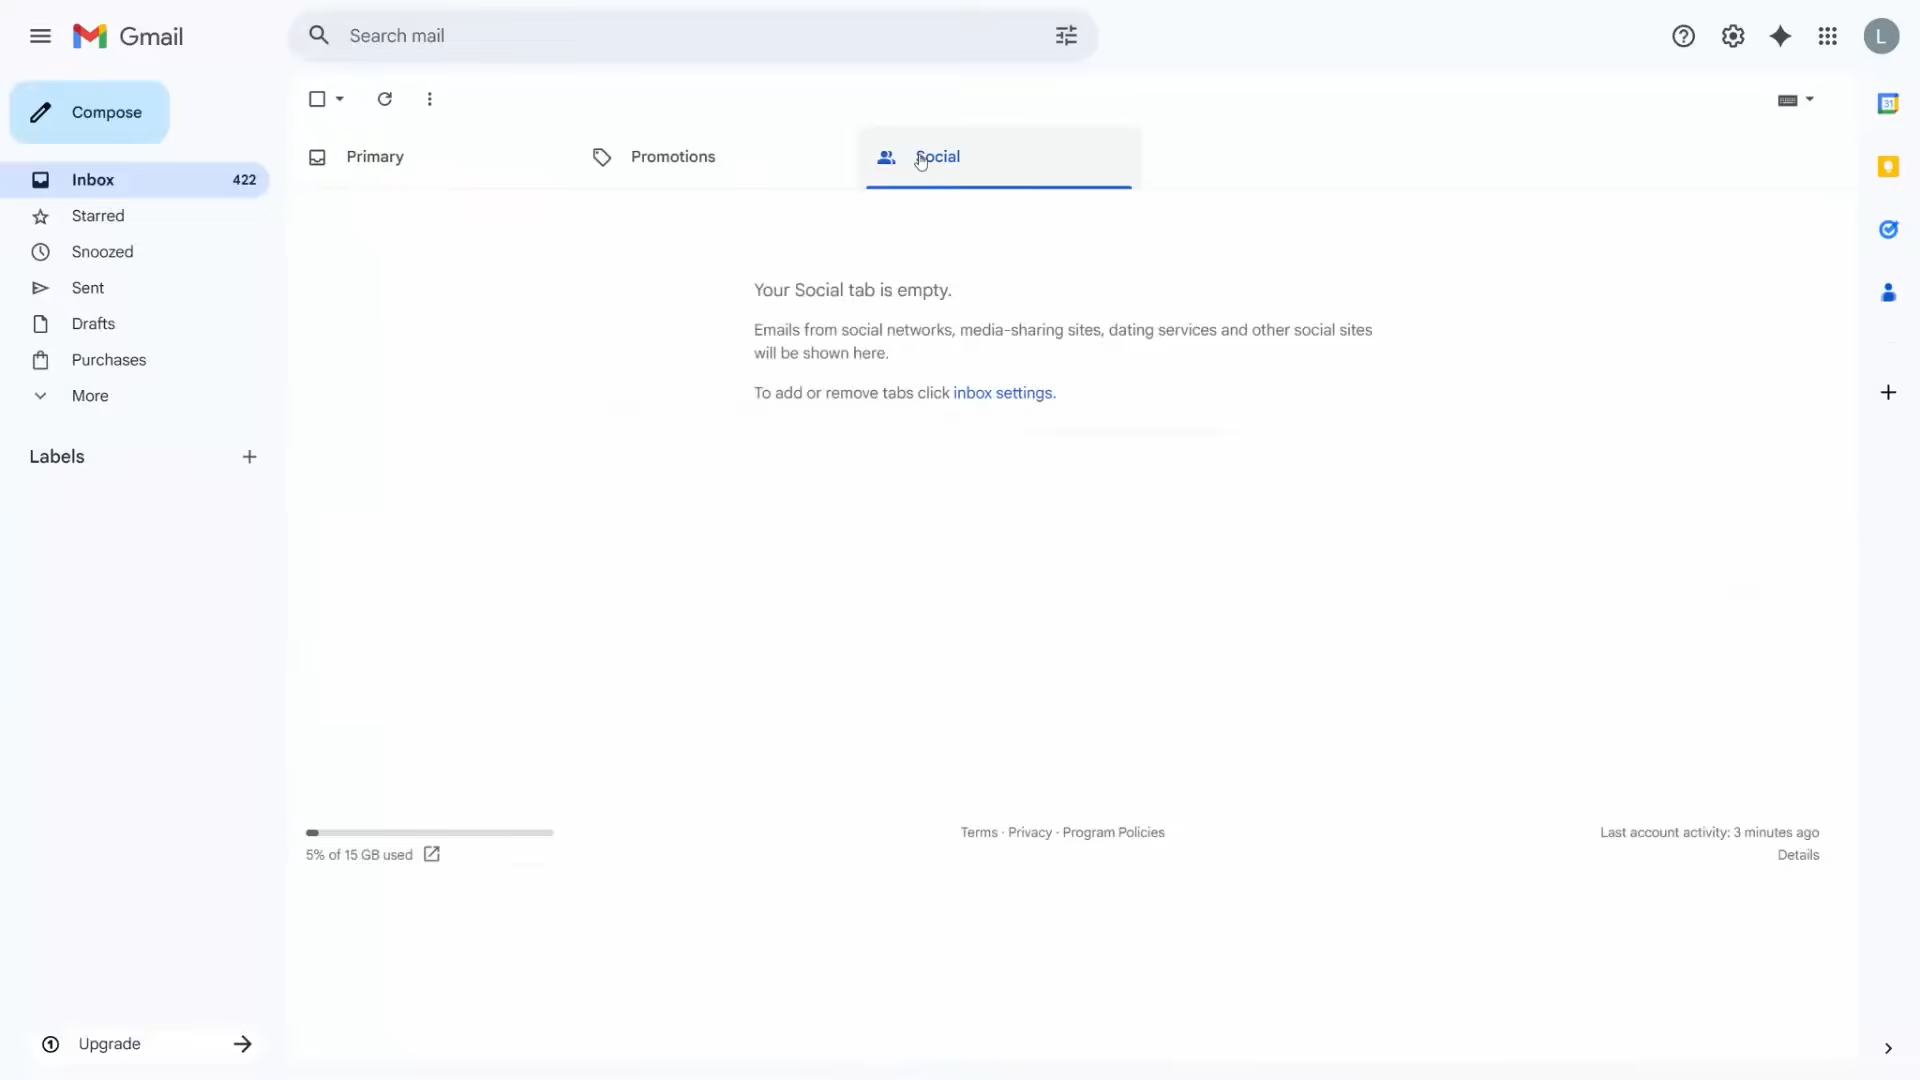 Gmail
Search mail
L
Compose
Primary
Promotions
Social
Inbox 422
Starred
Snoozed
Sent
Drafts
Purchases
More
Labels
Your Social tab is empty.
Emails from social networks, media-sharing sites, dating services and other social sites
will be shown here.
To add or remove tabs click inbox settings.
5% of 15 GB used
Terms · Privacy · Program Policies
Last account activity: 3 minutes ago
Details
Upgrade
31